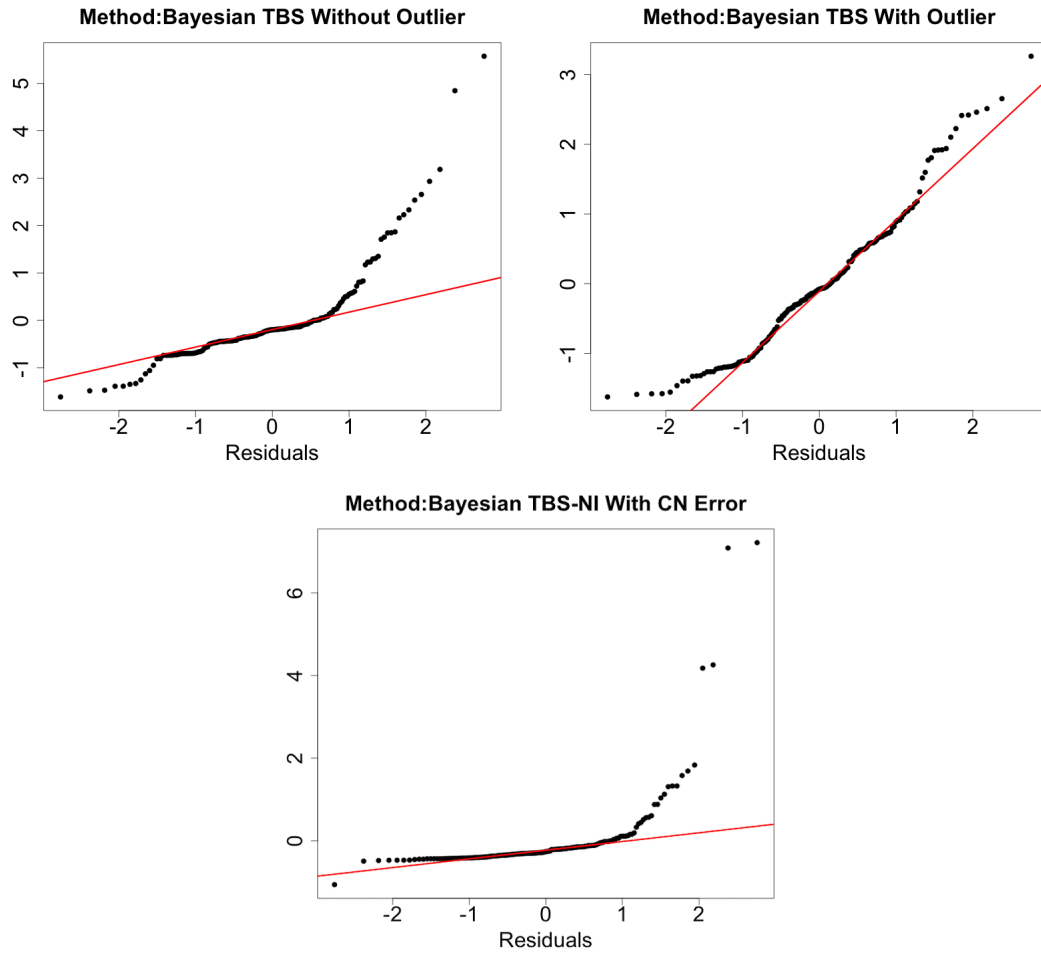 Method:Bayesian TBS Without Outlier
5
4
3
2
1
0
-1
-2 -1 0 1 2
Residuals
Method:Bayesian TBS With Outlier
3
2
1
0
-1
-2 -1 0 1 2
Residuals
Method:Bayesian TBS-NI With CN Error
6
4
2
0
-2 -1 0 1 2
Residuals